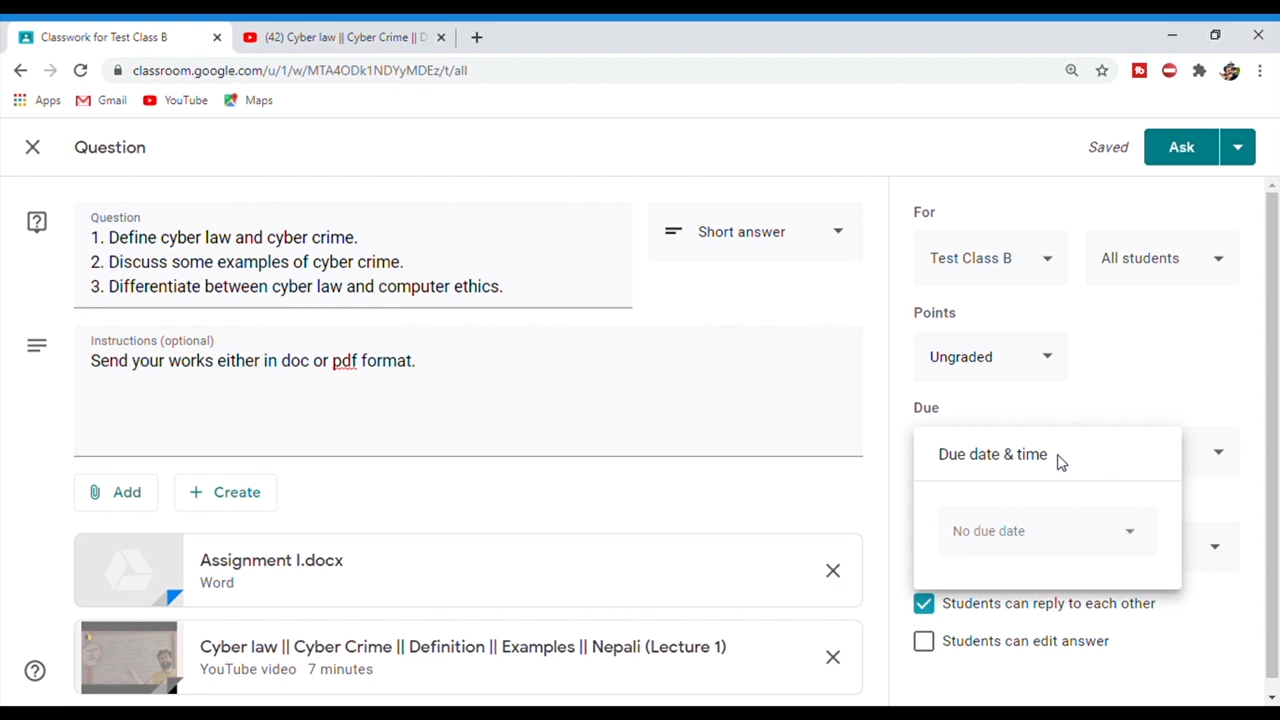 Classwork for Test Class B
(42) Cyber law || Cyber Crime || D
classroom.google.com/u/1/w/MTA4ODk1NDYyMDEz/t/all
Apps
Gmail
YouTube
Maps
Question
Saved
Ask
Question
1. Define cyber law and cyber crime.
2. Discuss some examples of cyber crime.
3. Differentiate between cyber law and computer ethics.
Short answer
Instructions (optional)
Send your works either in doc or pdf format.
Add
Create
Assignment I.docx
Word
Cyber law || Cyber Crime || Definition || Examples || Nepali (Lecture 1)
YouTube video 7 minutes
For
Test Class B
All students
Points
Ungraded
Due
Due date & time
No due date
Students can reply to each other
Students can edit answer